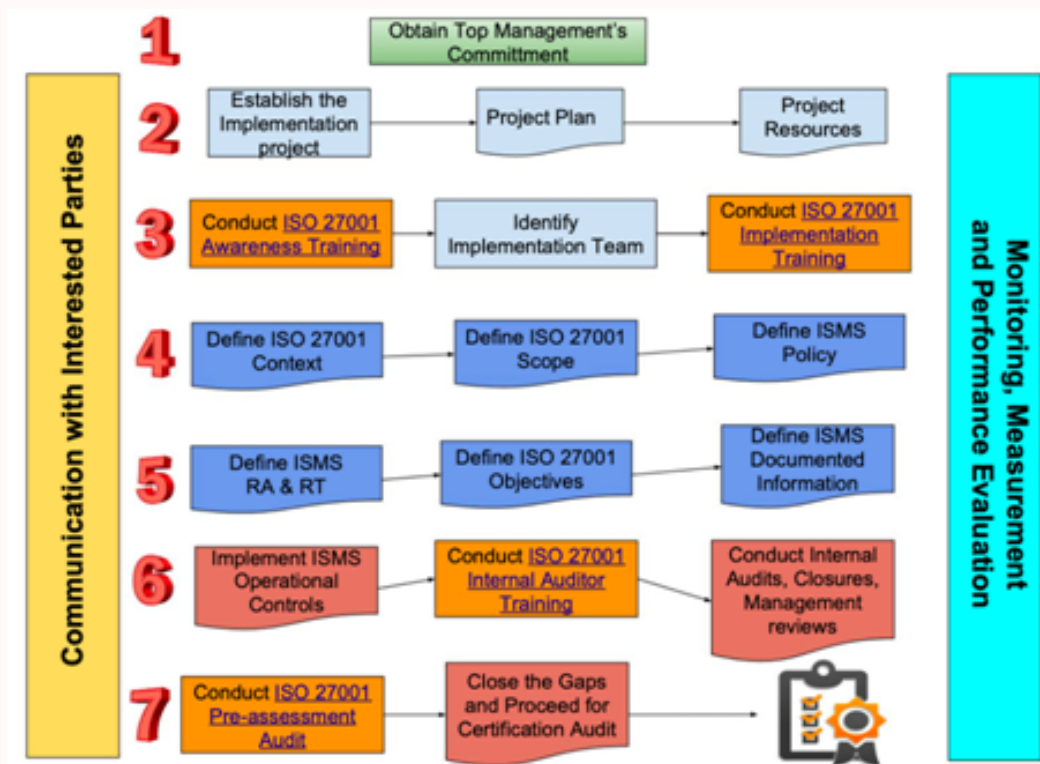 1
Obtain Top Management's
Committment
Communication with Interested Parties
2
Establish the
Implementation
project
Project Plan
Project
Resources
3
Conduct ISO 27001
Awareness Training
Identify
Implementation Team
Conduct ISO 27001
Implementation
Training
4
Define ISO 27001
Context
Define ISO 27001
Scope
Define ISMS
Policy
5
Define ISMS
RA & RT
Define ISO 27001
Objectives
Define ISMS
Documented
Information
6
Implement ISMS
Operational
Controls
Conduct ISO 27001
Internal Auditor
Training
Conduct Internal
Audits, Closures,
Management
reviews
7
Conduct ISO 27001
Pre-assessment
Audit
Close the Gaps
and Proceed for
Certification Audit
Monitoring, Measurement
and Performance Evaluation